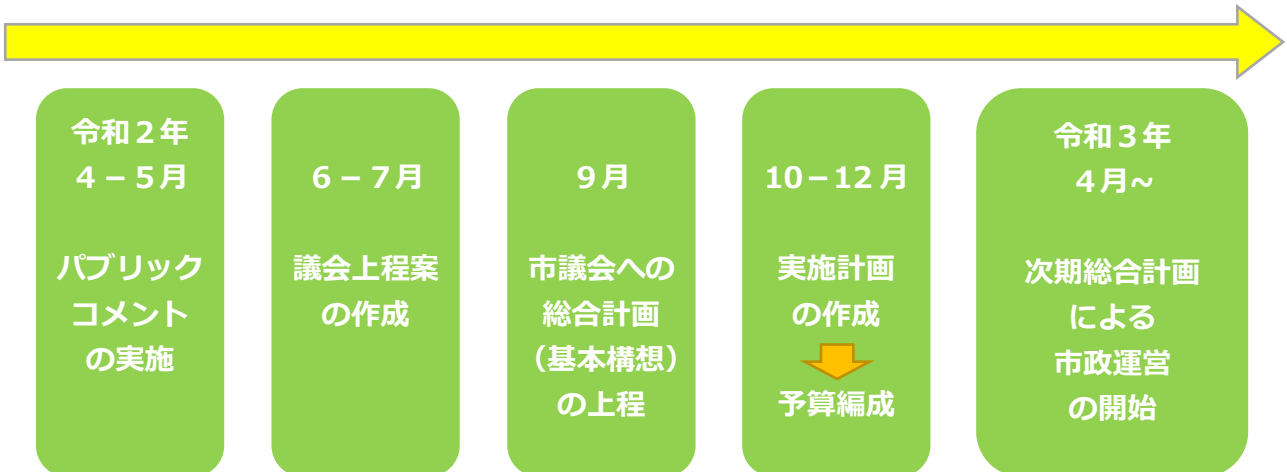 令和２年
４－５月
パブリック
コメント
の実施
６－７月
議会上程案
の作成
９月
市議会への
総合計画
（基本構想）
の上程
10－12月
実施計画
の作成
予算編成
令和３年
４月~
次期総合計画
による
市政運営
の開始